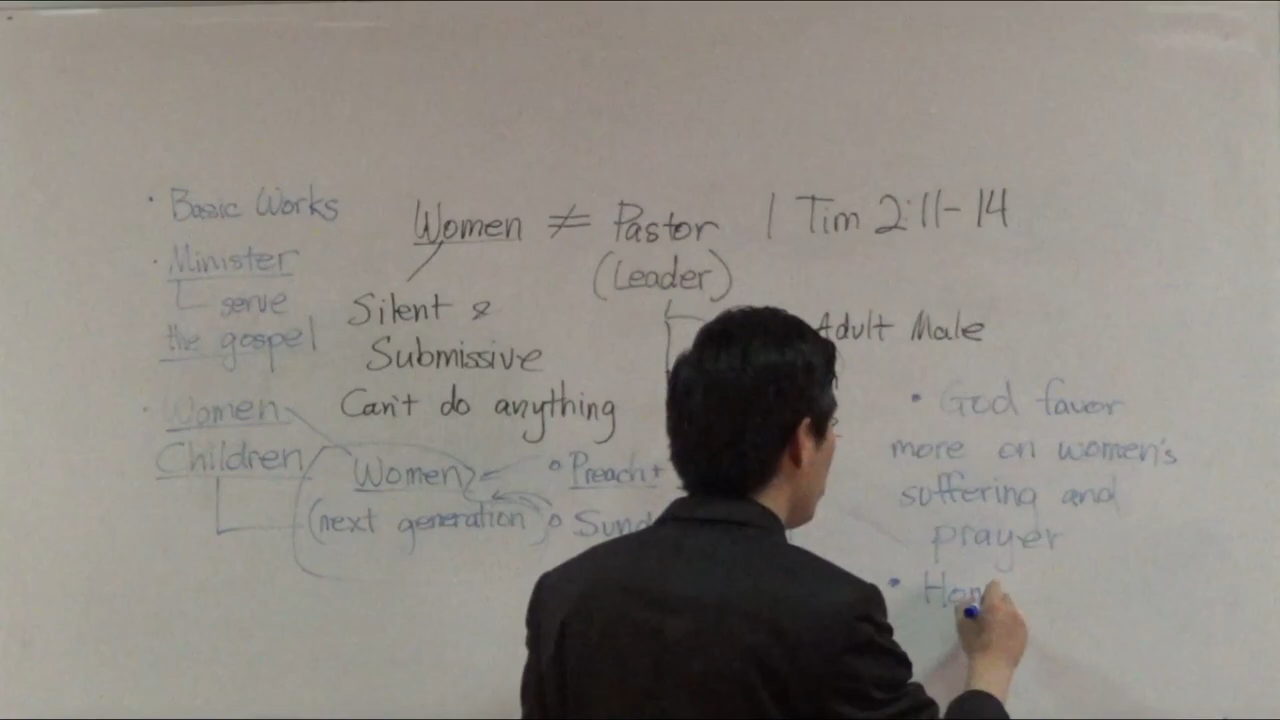 • Basic Works
• Minister
serve
the gospel
• Women
Children
Women ≠ Pastor 1 Tim 2:11-14
(Leader)
Silent &
Submissive
Can't do anything
Adult Male
Women
(next generation)
Preach +
• God favor
more on women's
suffering and
prayer